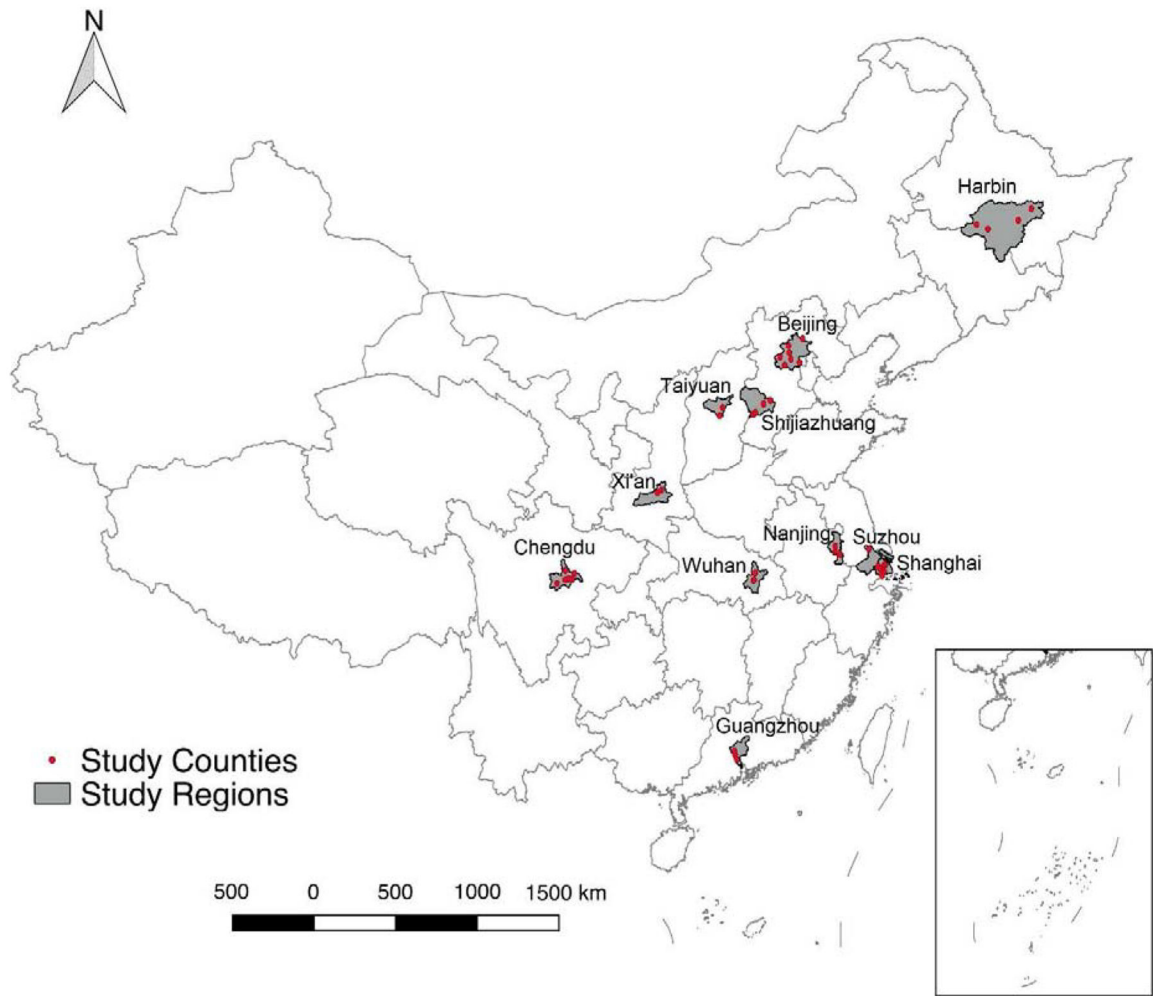 N
Harbin
Beijing
Taiyuan
Shijiazhuang
Xi'an
Nanjing
Suzhou
Chengdu
Wuhan
Shanghai
Guangzhou
Study Counties
Study Regions
500 0 500 1000 1500 km